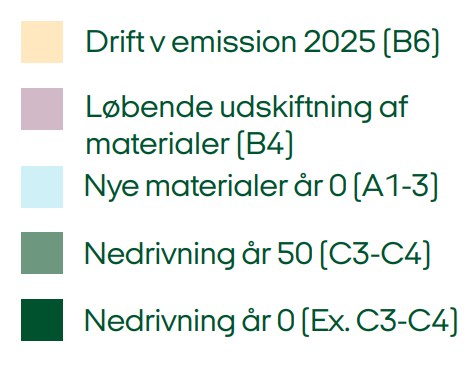 Drift v emission 2025 (B6)
Løbende udskiftning af
materialer (B4)
Nye materialer år 0 (A1-3)
Nedrivning år 50 (C3-C4)
Nedrivning år 0 (Ex. C3-C4)